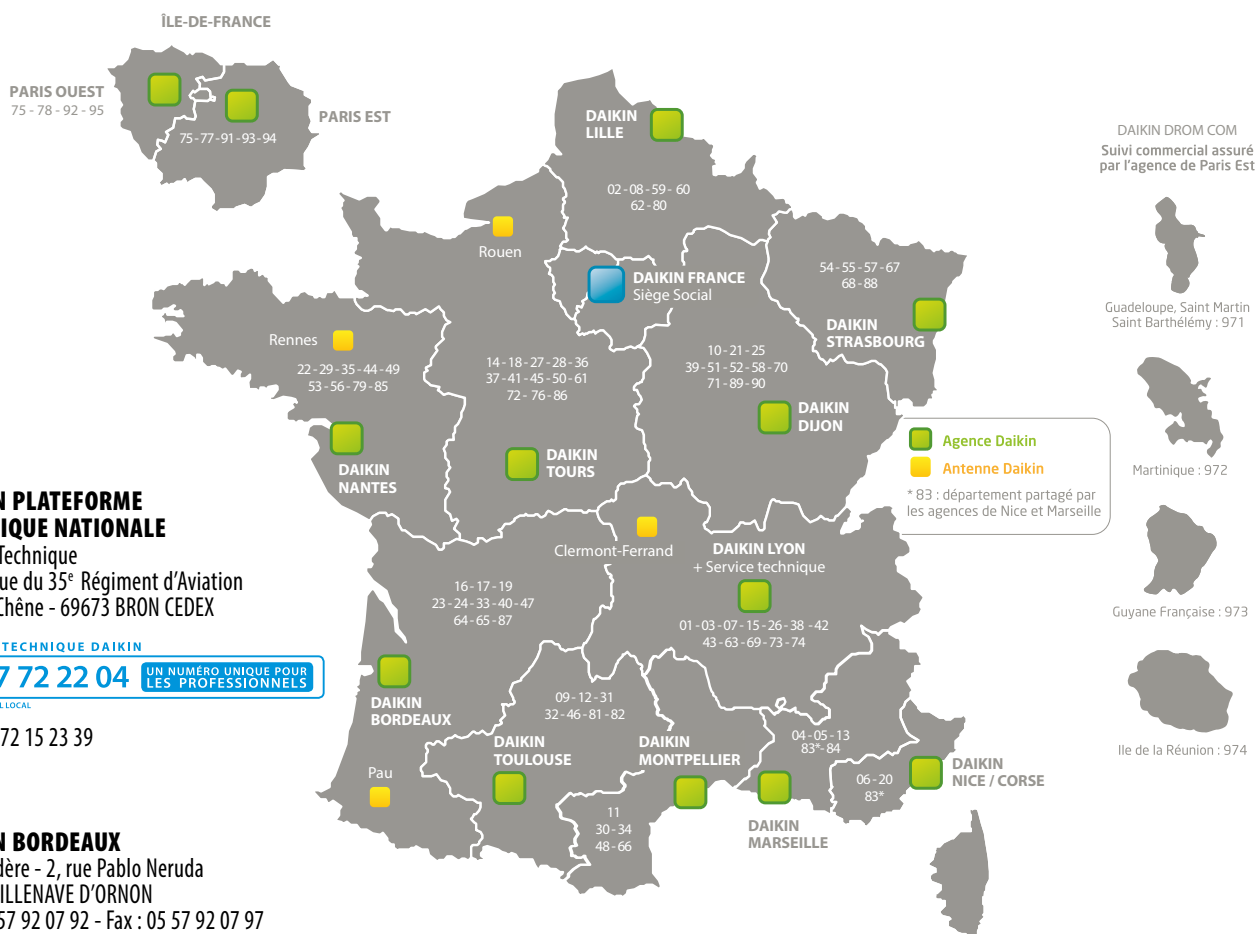 ÎLE-DE-FRANCE
PARIS OUEST
75 - 78 - 92 - 95
PARIS EST
75-77-91-93-94
DAIKIN
LILLE
02-08-59-60
62-80
Rouen
DAIKIN FRANCE
Siège Social
54-55-57-67
68-88
DAIKIN
STRASBOURG
Rennes
22-29-35-44-49
53-56-79-85
DAIKIN
NANTES
14-18-27-28-36
37-41-45-50-61
72-76-86
DAIKIN
TOURS
10-21-25
39-51-52-58-70
71-89-90
DAIKIN
DIJON
Agence Daikin
Antenne Daikin
* 83 : département partagé par
les agences de Nice et Marseille
Clermont-Ferrand
DAIKIN LYON
+ Service technique
01-03-07-15-26-38-42
43-63-69-73-74
16-17-19
23-24-33-40-47
64-65-87
DAIKIN
BORDEAUX
Pau
09-12-31
32-46-81-82
DAIKIN
TOULOUSE
DAIKIN
MONTPELLIER
11
30-34
48-66
04-05-13
83*-84
DAIKIN
MARSEILLE
06-20
83*
DAIKIN
NICE / CORSE
DAIKIN DROM COM
Suivi commercial assuré
par l'agence de Paris Est
Guadeloupe, Saint Martin
Saint Barthélémy : 971
Martinique : 972
Guyane Française : 973
Ile de la Réunion : 974
N PLATEFORME
IQUE NATIONALE
Technique
ue du 35e Régiment d'Aviation
Chêne - 69673 BRON CEDEX
TECHNIQUE DAIKIN
7 72 22 04 UN NUMÉRO UNIQUE POUR
LES PROFESSIONNELS
L LOCAL
72 15 23 39
N BORDEAUX
dère - 2, rue Pablo Neruda
ILLENAVE D'ORNON
57 92 07 92 - Fax : 05 57 92 07 97